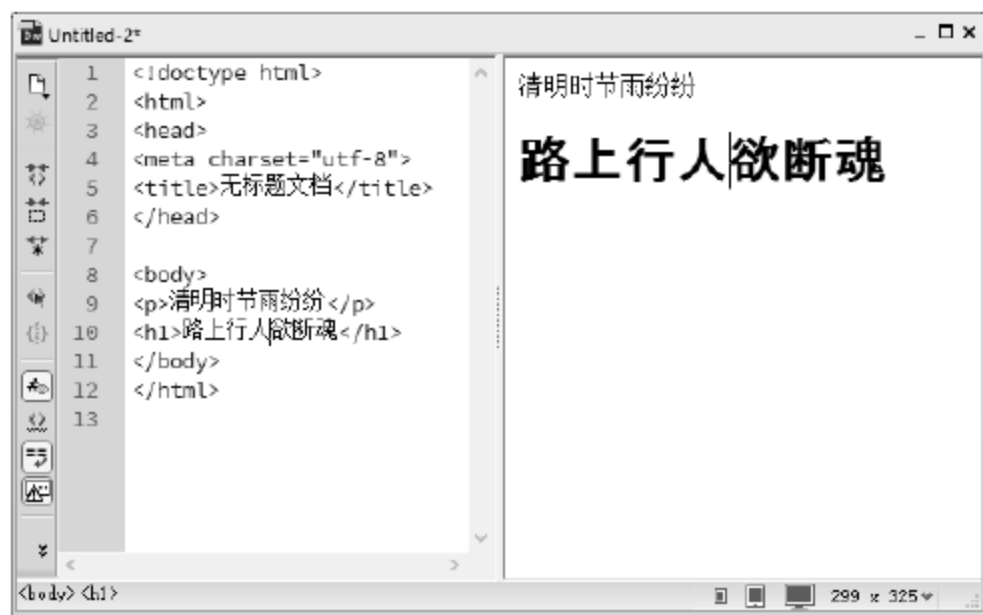 Dw Untitled-2*
1 <!doctype html>
2 <html>
3 <head>
4 <meta charset="utf-8">
5 <title>无标题文档</title>
6 </head>
7
8 <body>
9 <p>清明时节雨纷纷</p>
10 <h1>路上行人欲断魂</h1>
11 </body>
12 </html>
13
清明时节雨纷纷
路上行人欲断魂
<body> <h1>
299 x 325